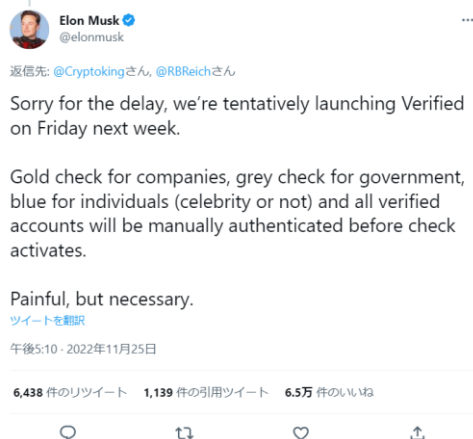 Elon Musk
@elonmusk
返信先: @Cryptokingさん, @RBReichさん
Sorry for the delay, we're tentatively launching Verified
on Friday next week.
Gold check for companies, grey check for government,
blue for individuals (celebrity or not) and all verified
accounts will be manually authenticated before check
activates.
Painful, but necessary.
ツイートを翻訳
午後5:10 · 2022年11月25日
6,438 件のリツイート 1,139 件の引用ツイート 6.5万 件のいいね